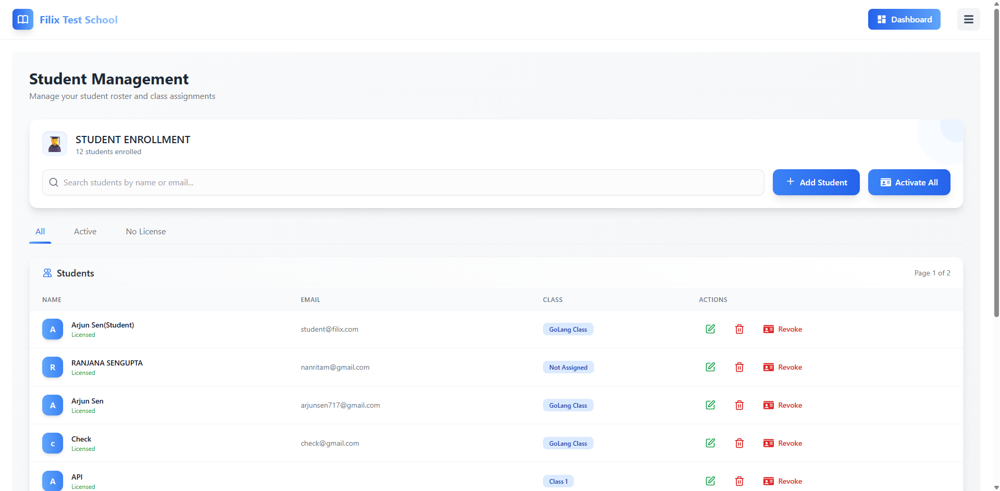 Filix Test School
Dashboard
Student Management
Manage your student roster and class assignments
STUDENT ENROLLMENT
12 students enrolled
Search students by name or email...
Add Student
Activate All
All Active No License
Students
Page 1 of 2
NAME EMAIL CLASS ACTIONS
A Arjun Sen(Student) student@filix.com GoLang Class Revoke
Licensed
R RANJANA SENGUPTA nanritam@gmail.com Not Assigned Revoke
Licensed
A Arjun Sen arjunsen717@gmail.com GoLang Class Revoke
Licensed
c Check check@gmail.com GoLang Class Revoke
Licensed
A API Class 1 Revoke
Licensed